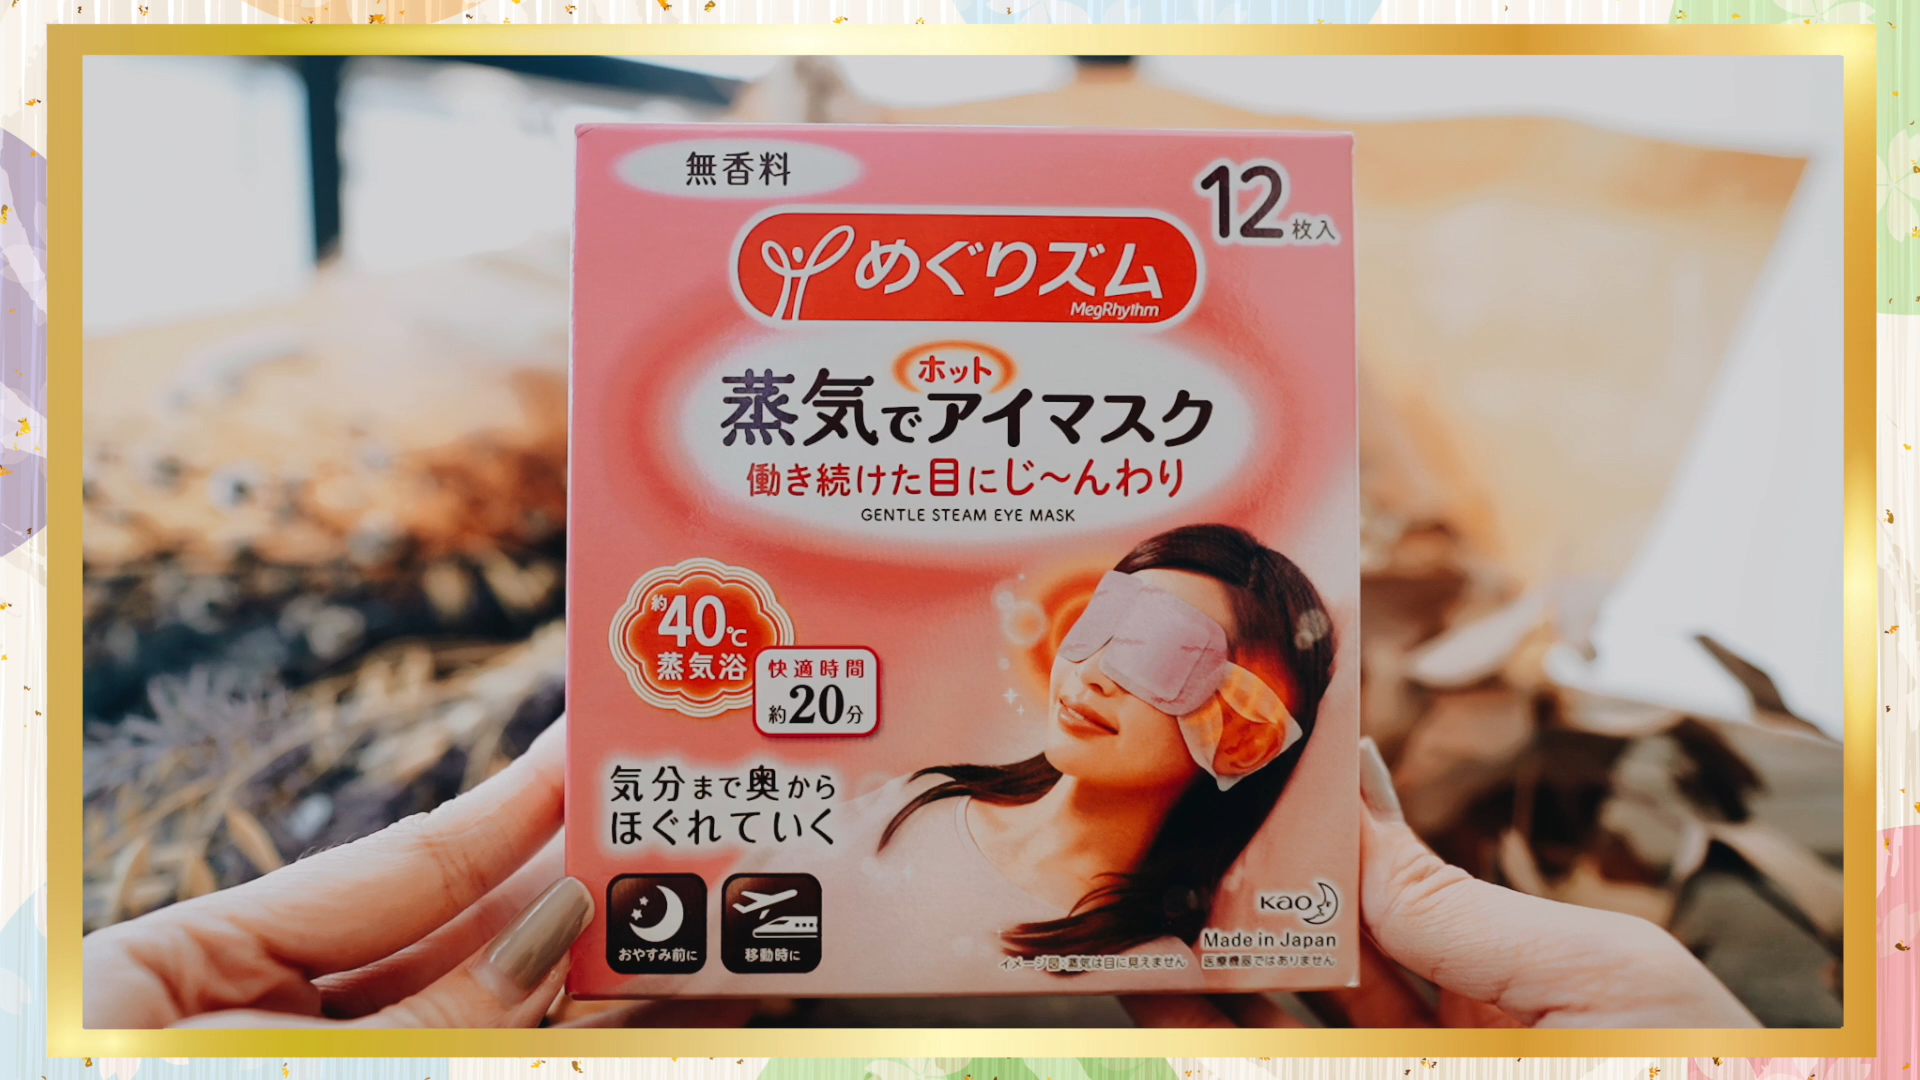 無香料
12枚入
めぐりズム
MegRhythm
ホット
蒸気でアイマスク
働き続けた目にじ～んわり
GENTLE STEAM EYE MASK
約40℃
蒸気浴
快適時間
約20分
気分まで奥から
ほぐれていく
おやすみ前に
移動時に
Kao
Made in Japan
イメージ図:蒸気は目に見えません
医療機器ではありません